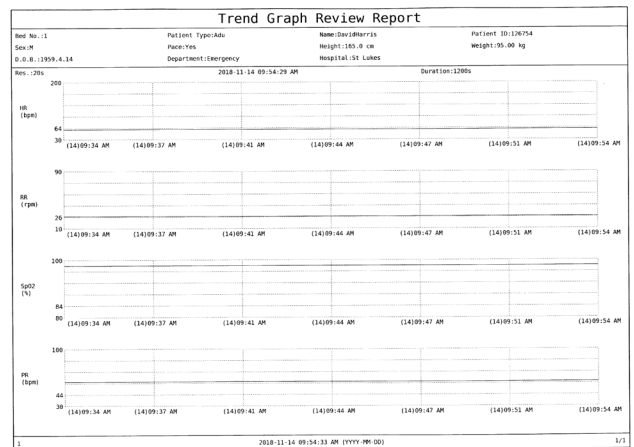 Trend Graph Review Report
Bed No.:1 Patient Type:Adu Name:DavidHarris Patient ID:126754
Sex:M Pace:Yes Height:165.0 cm Weight:95.00 kg
D.O.B.:1959.4.14 Department:Emergency Hospital:St Lukes
Res.:20s 2018-11-14 09:54:29 AM Duration:1200s
200
HR
(bpm)
64
30
(14)09:34 AM (14)09:37 AM (14)09:41 AM (14)09:44 AM (14)09:47 AM (14)09:51 AM (14)09:54 AM
90
RR
(rpm)
26
10
(14)09:34 AM (14)09:37 AM (14)09:41 AM (14)09:44 AM (14)09:47 AM (14)09:51 AM (14)09:54 AM
100
SpO2
(%)
84
80
(14)09:34 AM (14)09:37 AM (14)09:41 AM (14)09:44 AM (14)09:47 AM (14)09:51 AM (14)09:54 AM
100
PR
(bpm)
44
30
(14)09:34 AM (14)09:37 AM (14)09:41 AM (14)09:44 AM (14)09:47 AM (14)09:51 AM (14)09:54 AM
1 2018-11-14 09:54:33 AM (YYYY-MM-DD) 1/1